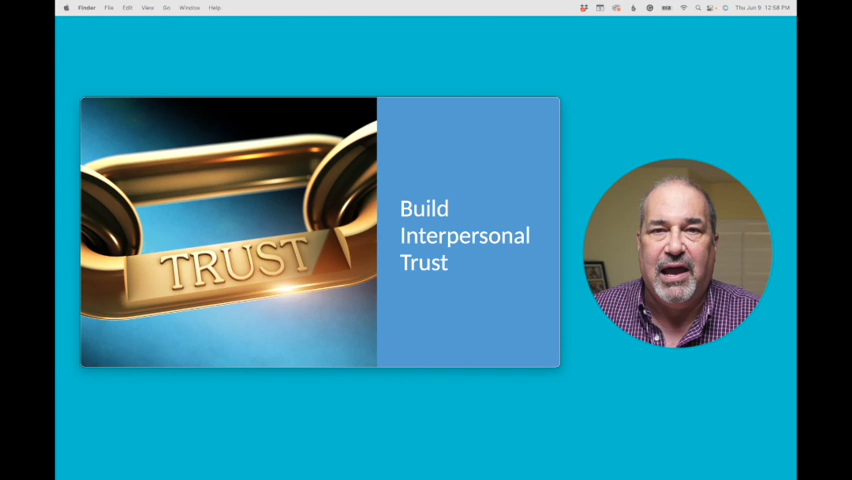 Finder File Edit View Go Window Help Thu Jun 9 12:58 PM
TRUST
Build
Interpersonal
Trust